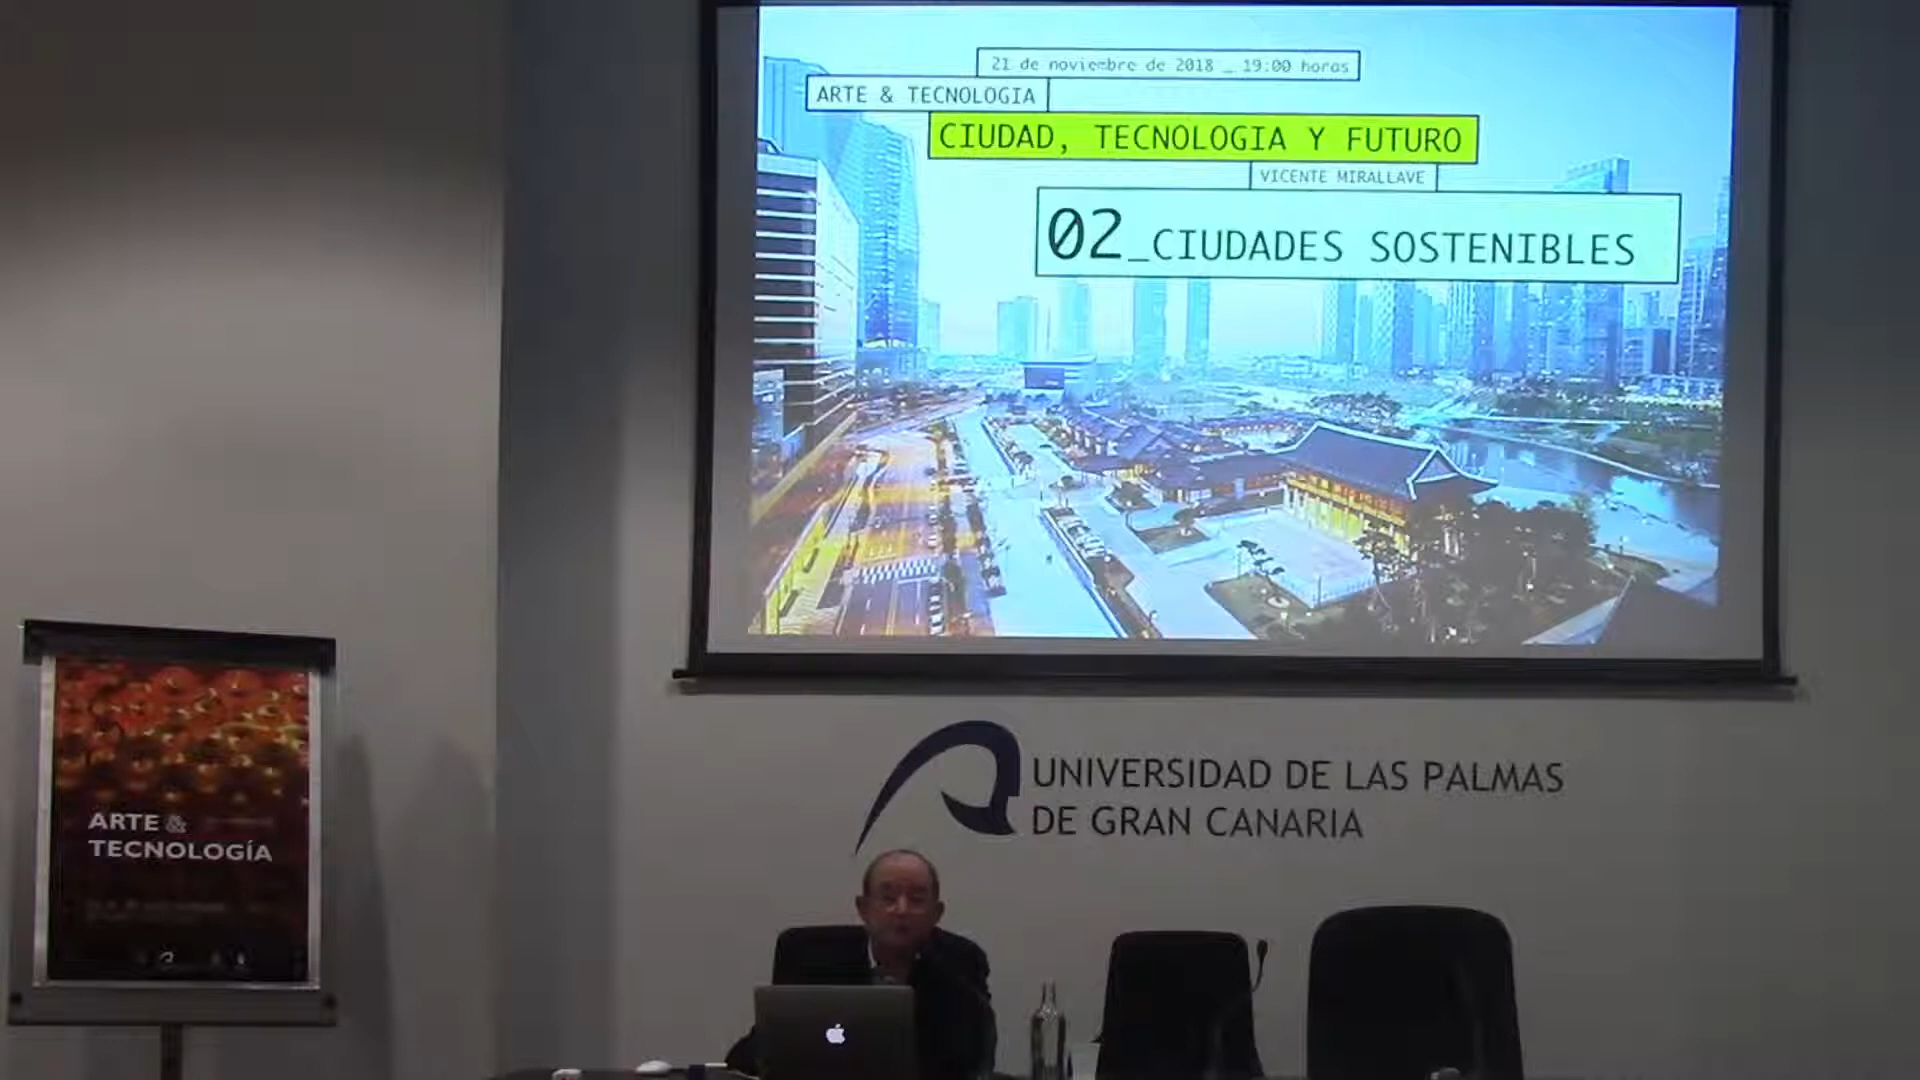 21 de noviembre de 2018 _ 19:00 horas
ARTE & TECNOLOGIA
CIUDAD, TECNOLOGIA Y FUTURO
VICENTE MIRALLAVE
02_CIUDADES SOSTENIBLES
UNIVERSIDAD DE LAS PALMAS
DE GRAN CANARIA
ARTE &
TECNOLOGÍA